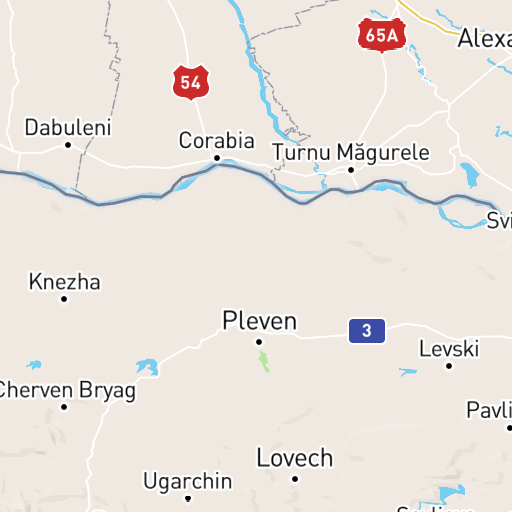 65A
Alexa
54
Dabuleni
Corabia
Turnu Măgurele
Svi
Knezha
Pleven
3
Levski
Cherven Bryag
Pavli
Lovech
Ugarchin